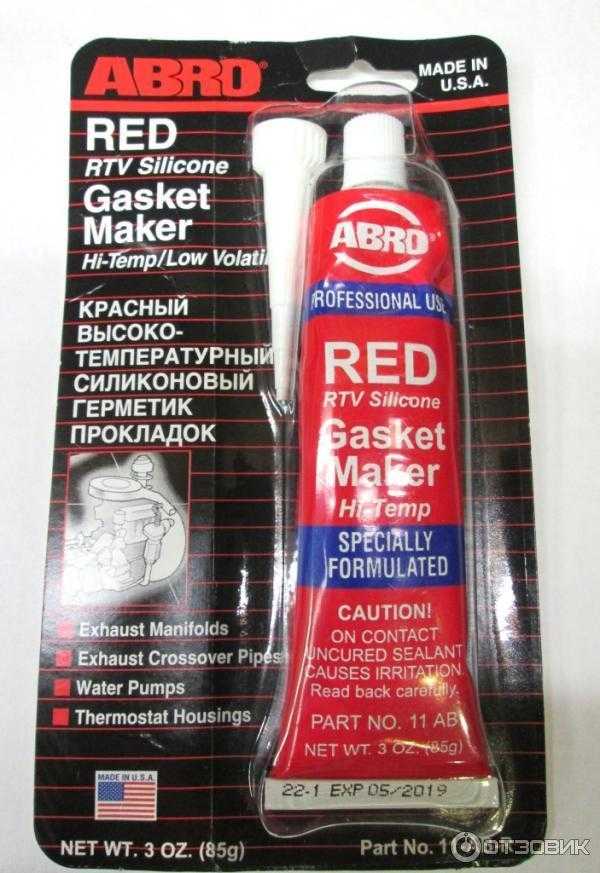 ABRO®
MADE IN
U.S.A.
RED
RTV Silicone
Gasket
Maker
Hi-Temp/Low
КРАСНЫЙ
ВЫСОКО-
ТЕМПЕРАТУРНЫЙ
СИЛИКОНОВЫЙ
ГЕРМЕТИК
ПРОКЛАДОК
Exhaust Manifolds
Exhaust Crossover Pipes
Water Pumps
Thermostat Housings
MADE IN U.S.A.
NET WT. 3 OZ. (85g)
Part No.
ABRO®
PROFESSIONAL USE
RED
RTV Silicone
Gasket
Maker
Hi-Temp
SPECIALLY
FORMULATED
CAUTION!
ON CONTACT
UNCURED SEALANT
CAUSES IRRITATION
Read back carefully.
PART NO. 11 AB
NET WT. 3 OZ. (85g)
22-1 EXP 05/2019
ОТЗОВИК